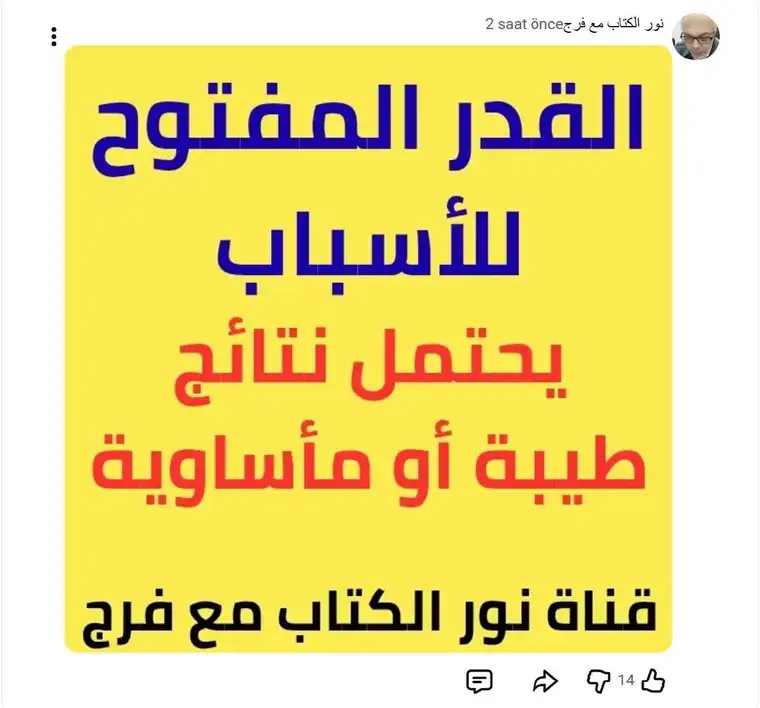 نور الكتاب مع فرج 2 saat önce
القدر المفتوح
للأسباب
يحتمل نتائج
طيبة أو مأساوية
قناة نور الكتاب مع فرج
14